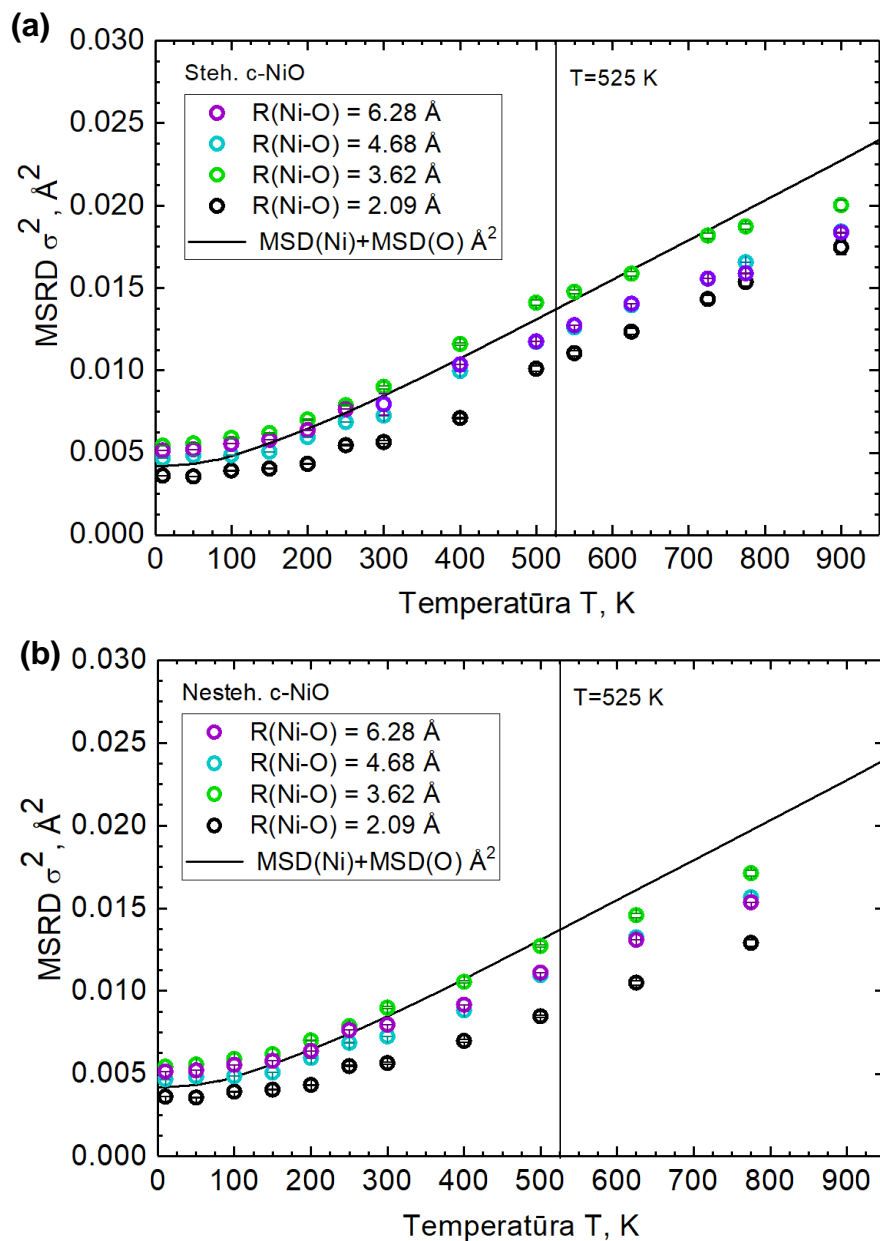 (a)
0.030
0.025
0.020
0.015
0.010
0.005
0.000
MSRD σ², Å²
Steh. c-NiO
T=525 K
R(Ni-O) = 6.28 Å
R(Ni-O) = 4.68 Å
R(Ni-O) = 3.62 Å
R(Ni-O) = 2.09 Å
MSD(Ni)+MSD(O) Å²
0 100 200 300 400 500 600 700 800 900
Temperatūra T, K
(b)
0.030
0.025
0.020
0.015
0.010
0.005
0.000
MSRD σ², Å²
Nesteh. c-NiO
T=525 K
R(Ni-O) = 6.28 Å
R(Ni-O) = 4.68 Å
R(Ni-O) = 3.62 Å
R(Ni-O) = 2.09 Å
MSD(Ni)+MSD(O) Å²
0 100 200 300 400 500 600 700 800 900
Temperatūra T, K